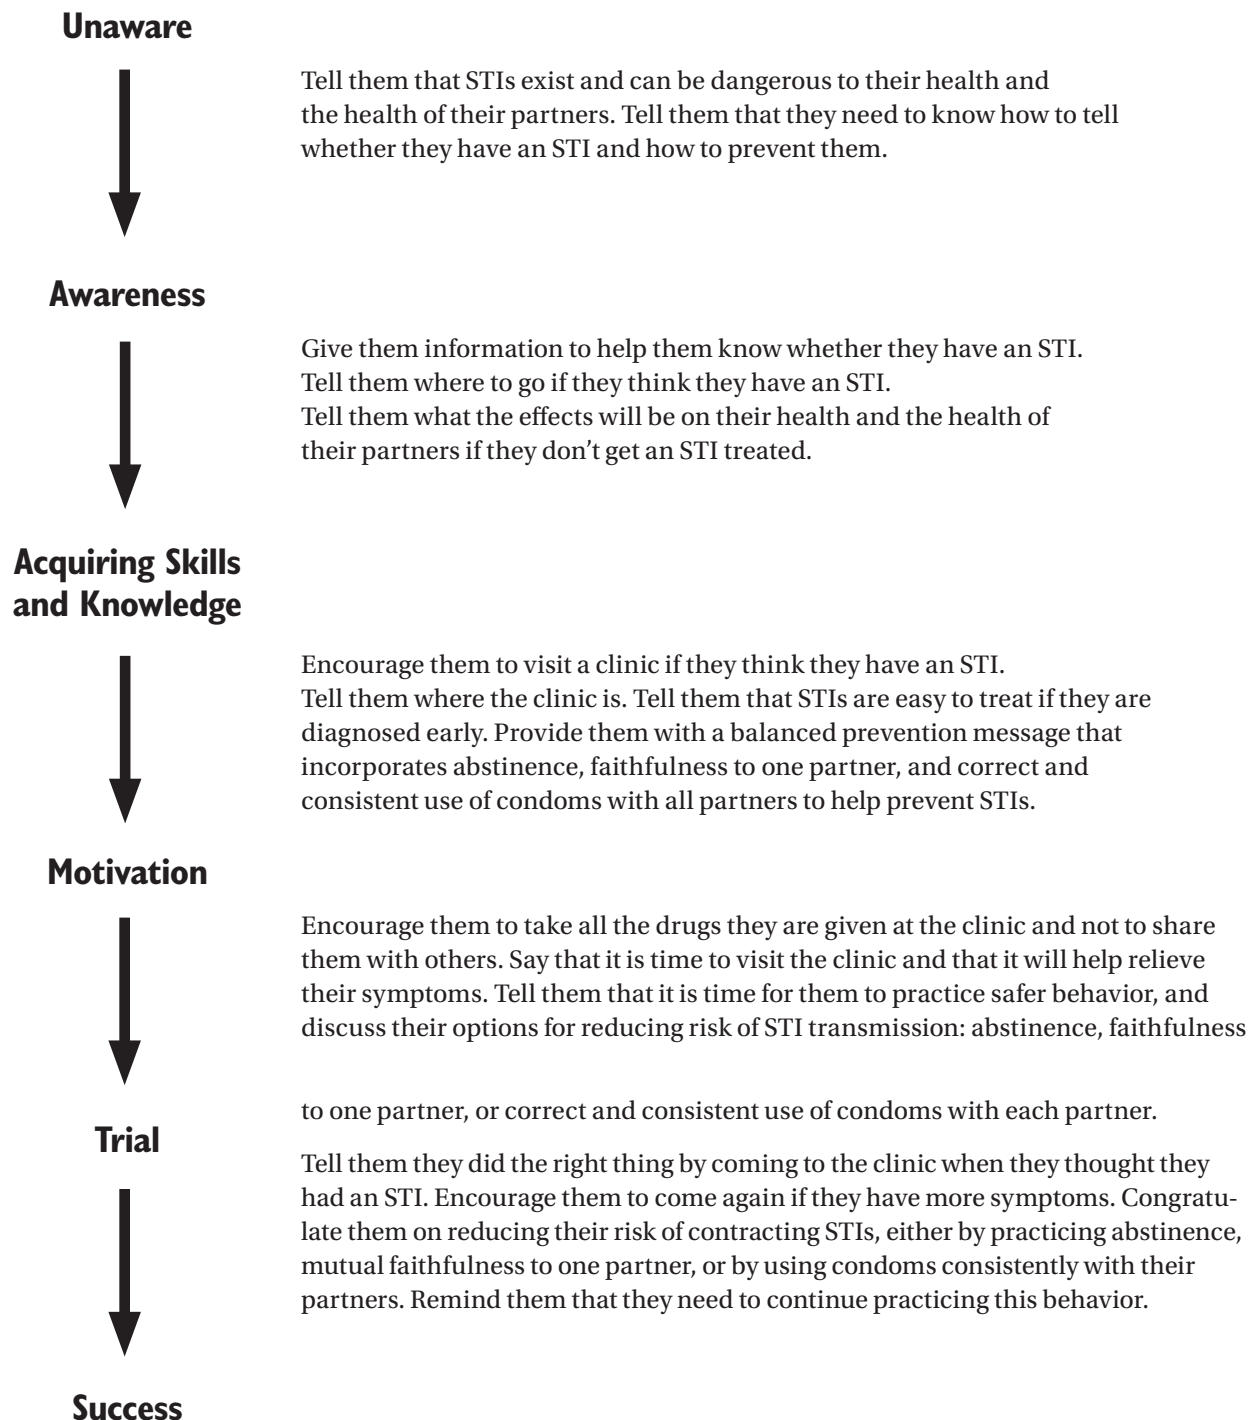 Unaware
Tell them that STIs exist and can be dangerous to their health and
the health of their partners. Tell them that they need to know how to tell
whether they have an STI and how to prevent them.
Awareness
Give them information to help them know whether they have an STI.
Tell them where to go if they think they have an STI.
Tell them what the effects will be on their health and the health of
their partners if they don’t get an STI treated.
Acquiring Skills
and Knowledge
Encourage them to visit a clinic if they think they have an STI.
Tell them where the clinic is. Tell them that STIs are easy to treat if they are
diagnosed early. Provide them with a balanced prevention message that
incorporates abstinence, faithfulness to one partner, and correct and
consistent use of condoms with all partners to help prevent STIs.
Motivation
Encourage them to take all the drugs they are given at the clinic and not to share
them with others. Say that it is time to visit the clinic and that it will help relieve
their symptoms. Tell them that it is time for them to practice safer behavior, and
discuss their options for reducing risk of STI transmission: abstinence, faithfulness
to one partner, or correct and consistent use of condoms with each partner.
Trial
Tell them they did the right thing by coming to the clinic when they thought they
had an STI. Encourage them to come again if they have more symptoms. Congratu-
late them on reducing their risk of contracting STIs, either by practicing abstinence,
mutual faithfulness to one partner, or by using condoms consistently with their
partners. Remind them that they need to continue practicing this behavior.
Success